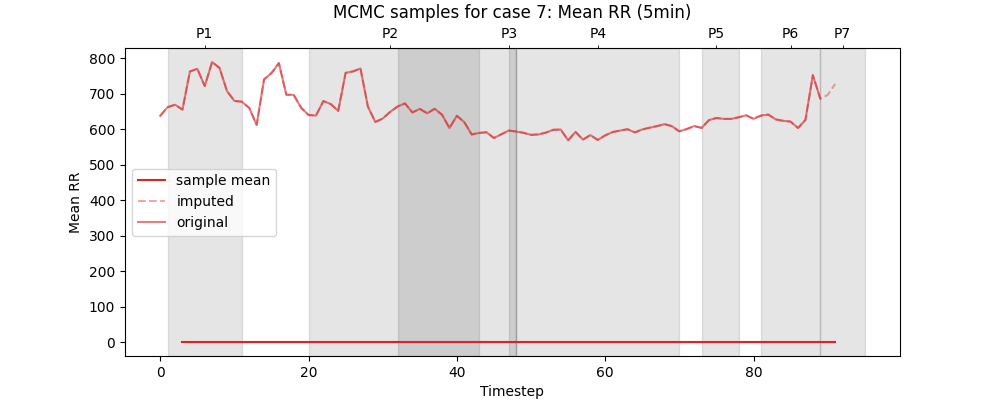 MCMC samples for case 7: Mean RR (5min)
P1 P2 P3 P4 P5 P6 P7
800
700
600
500
400
300
200
100
0
Mean RR
sample mean
imputed
original
0 20 40 60 80
Timestep